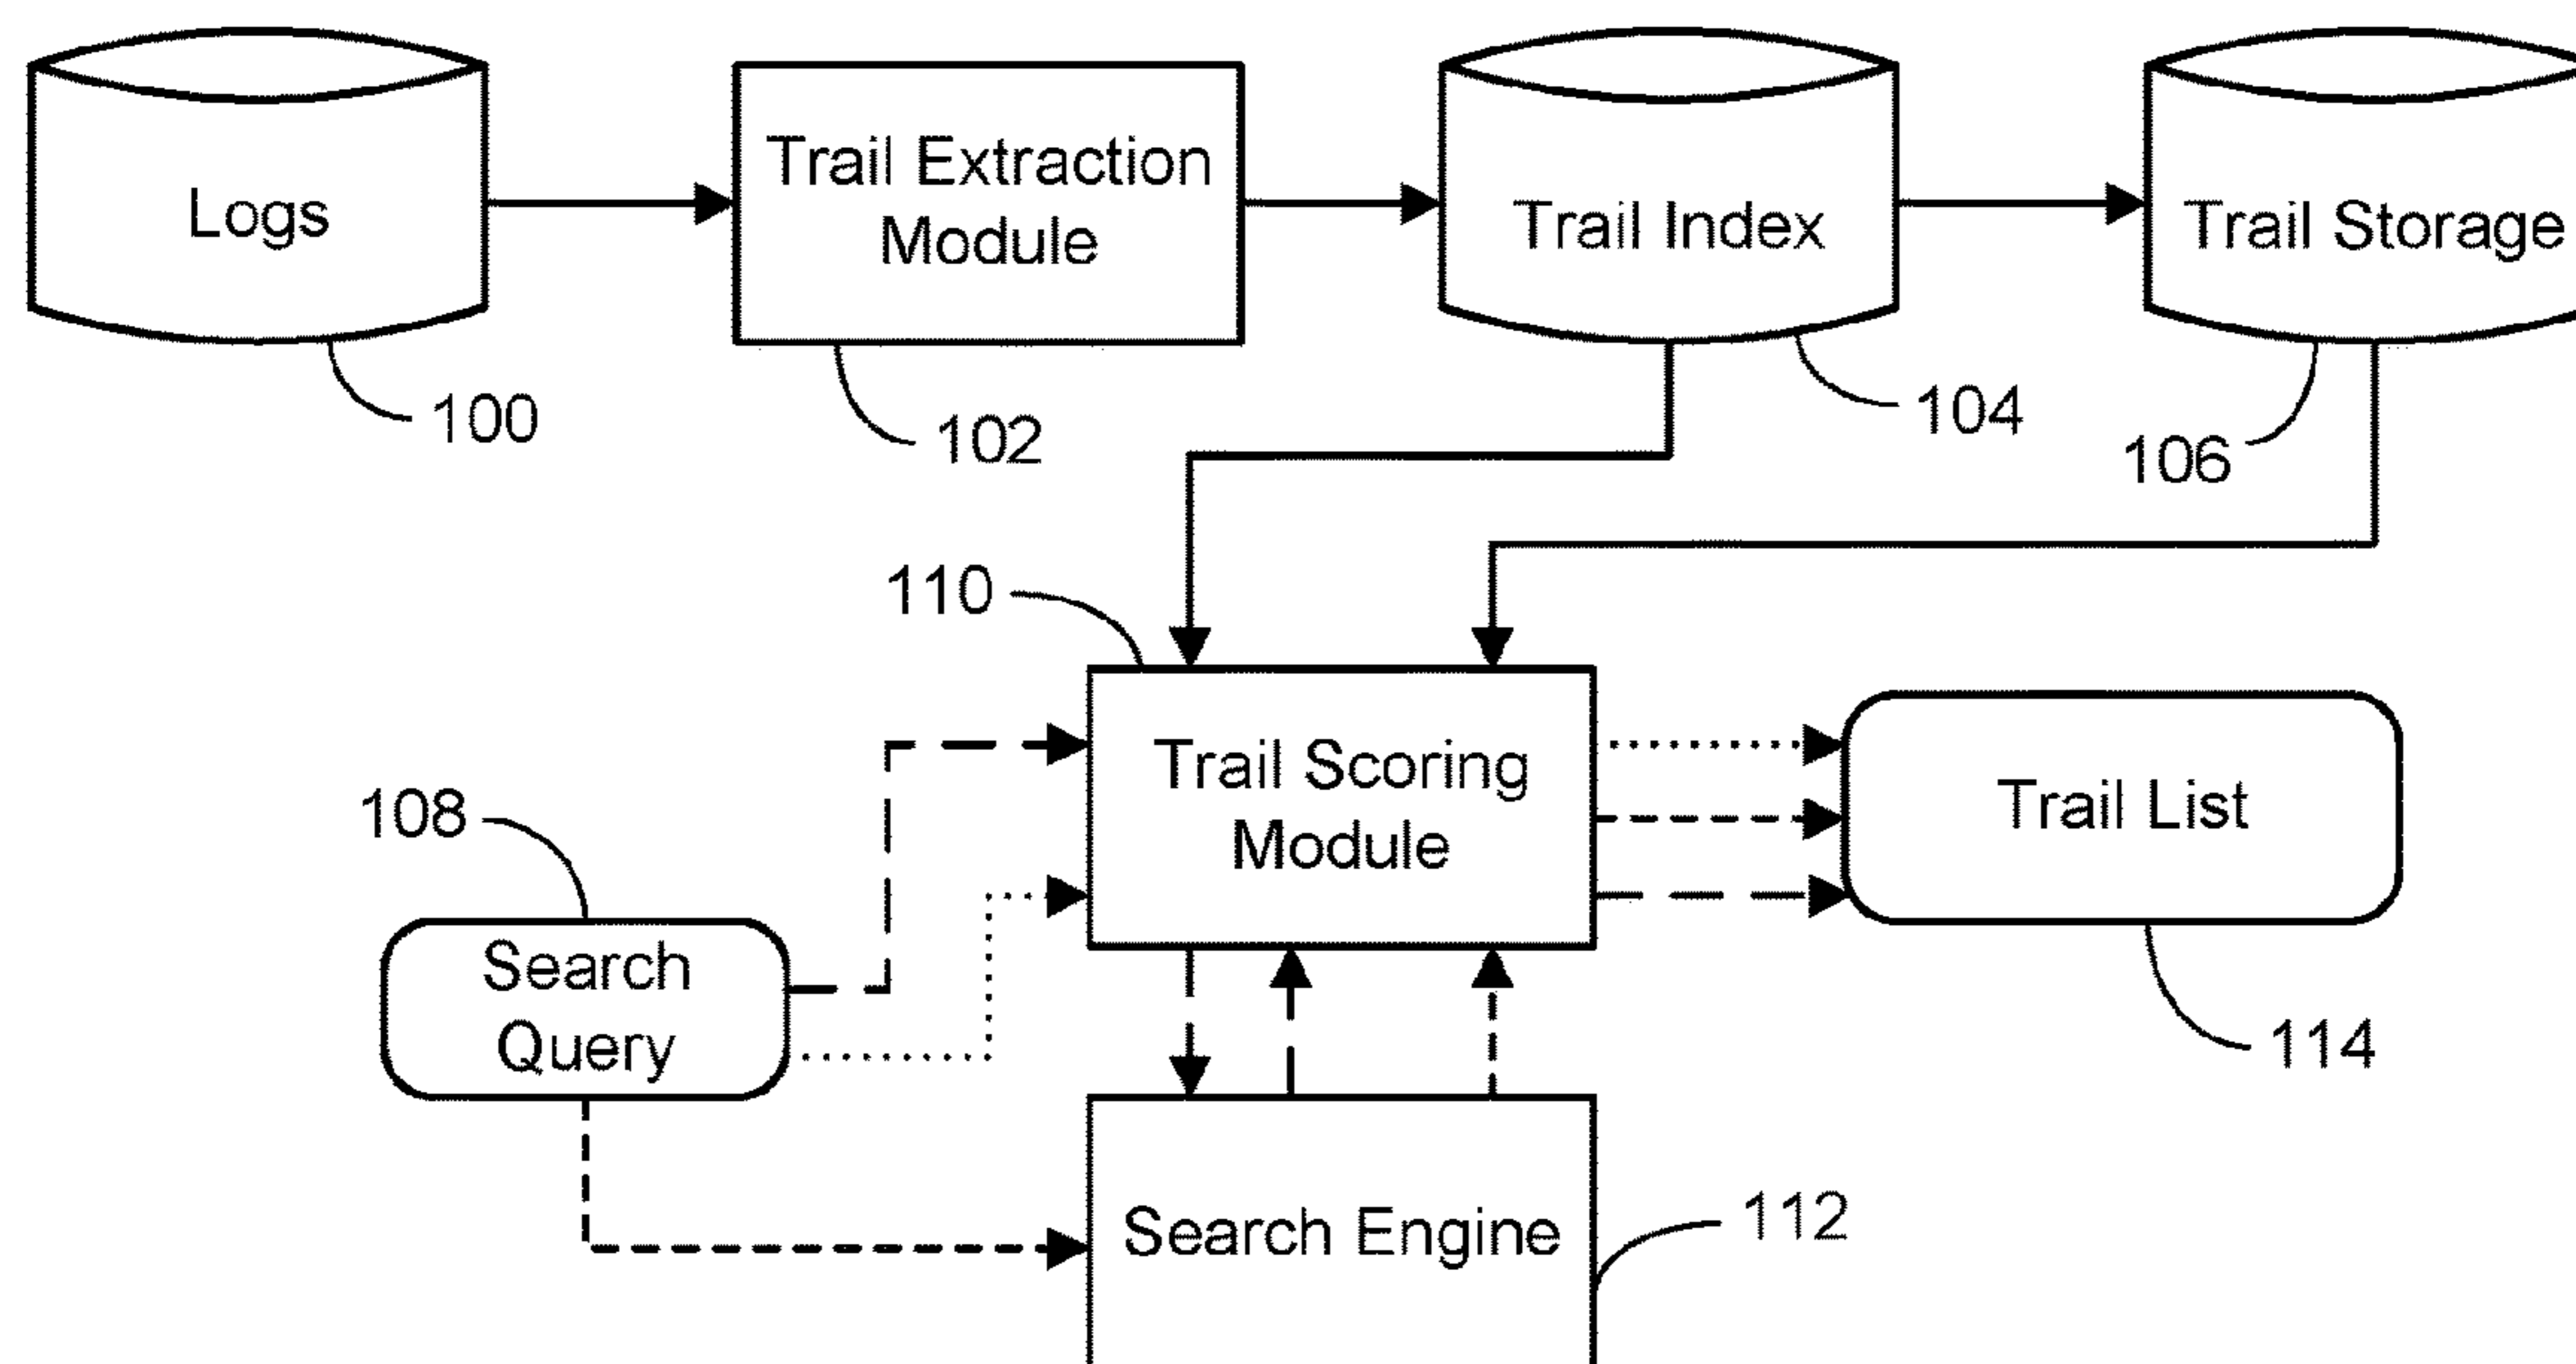 Logs
Trail Extraction
Module
Trail Index
Trail Storage
100
102
104
106
110
Trail Scoring
Module
Trail List
108
Search
Query
114
Search Engine
112